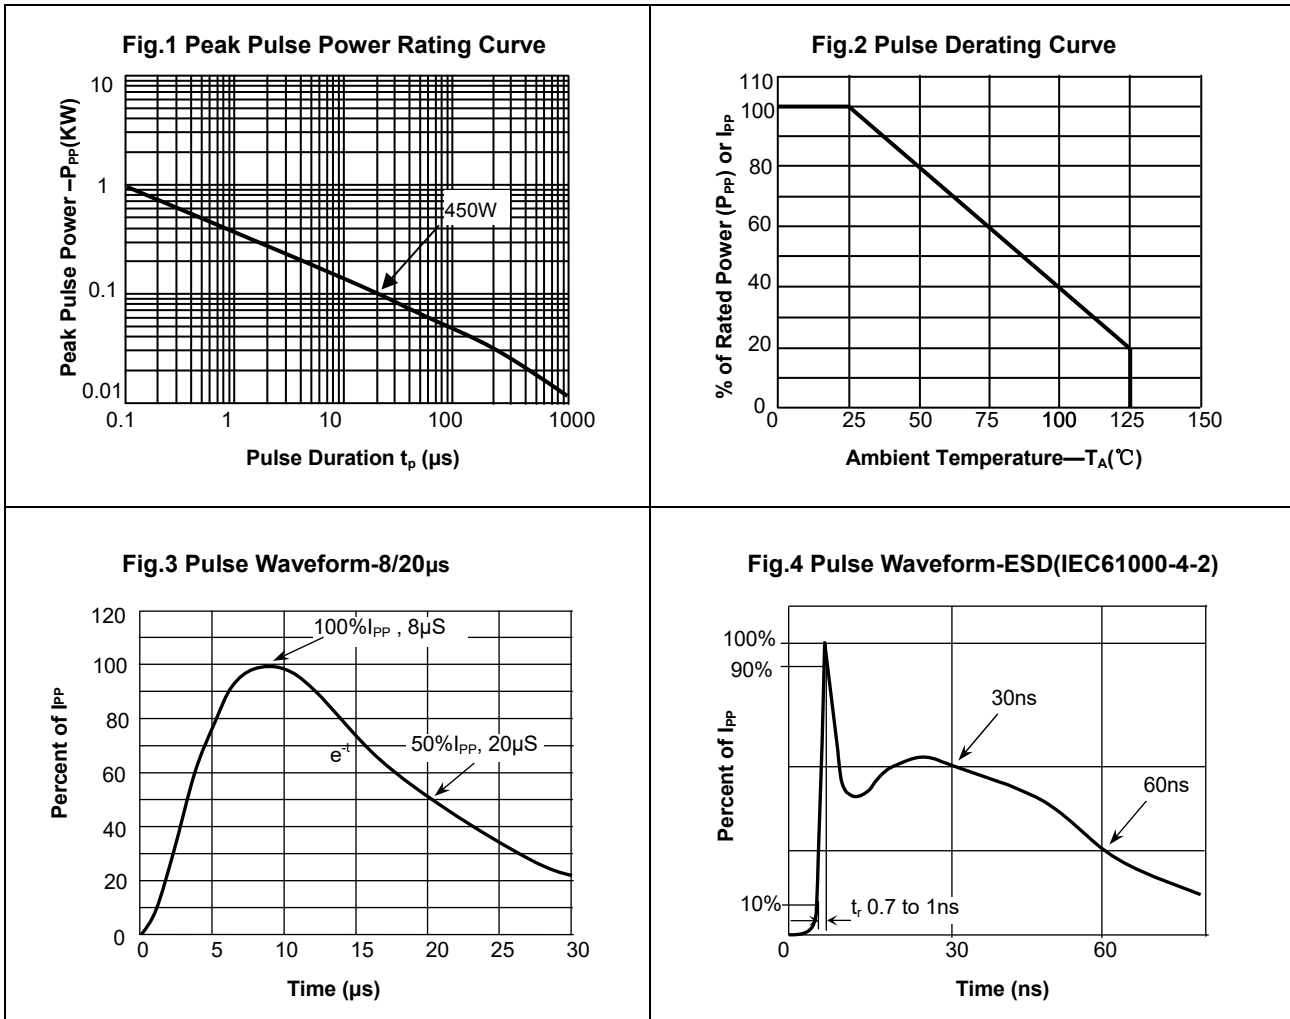 Fig.1 Peak Pulse Power Rating Curve
Peak Pulse Power –PPP(KW)
10
1
0.1
0.01
450W
0.1 1 10 100 1000
Pulse Duration tp (µs)
Fig.2 Pulse Derating Curve
% of Rated Power (PPP) or IPP
110
100
80
60
40
20
0
0 25 50 75 100 125 150
Ambient Temperature—TA(℃)
Fig.3 Pulse Waveform-8/20µs
Percent of IPP
120
100
80
60
40
20
0
100%IPP , 8µS
e-t
50%IPP, 20µS
0 5 10 15 20 25 30
Time (µs)
Fig.4 Pulse Waveform-ESD(IEC61000-4-2)
Percent of IPP
100%
90%
10%
30ns
60ns
tr 0.7 to 1ns
0 30 60
Time (ns)